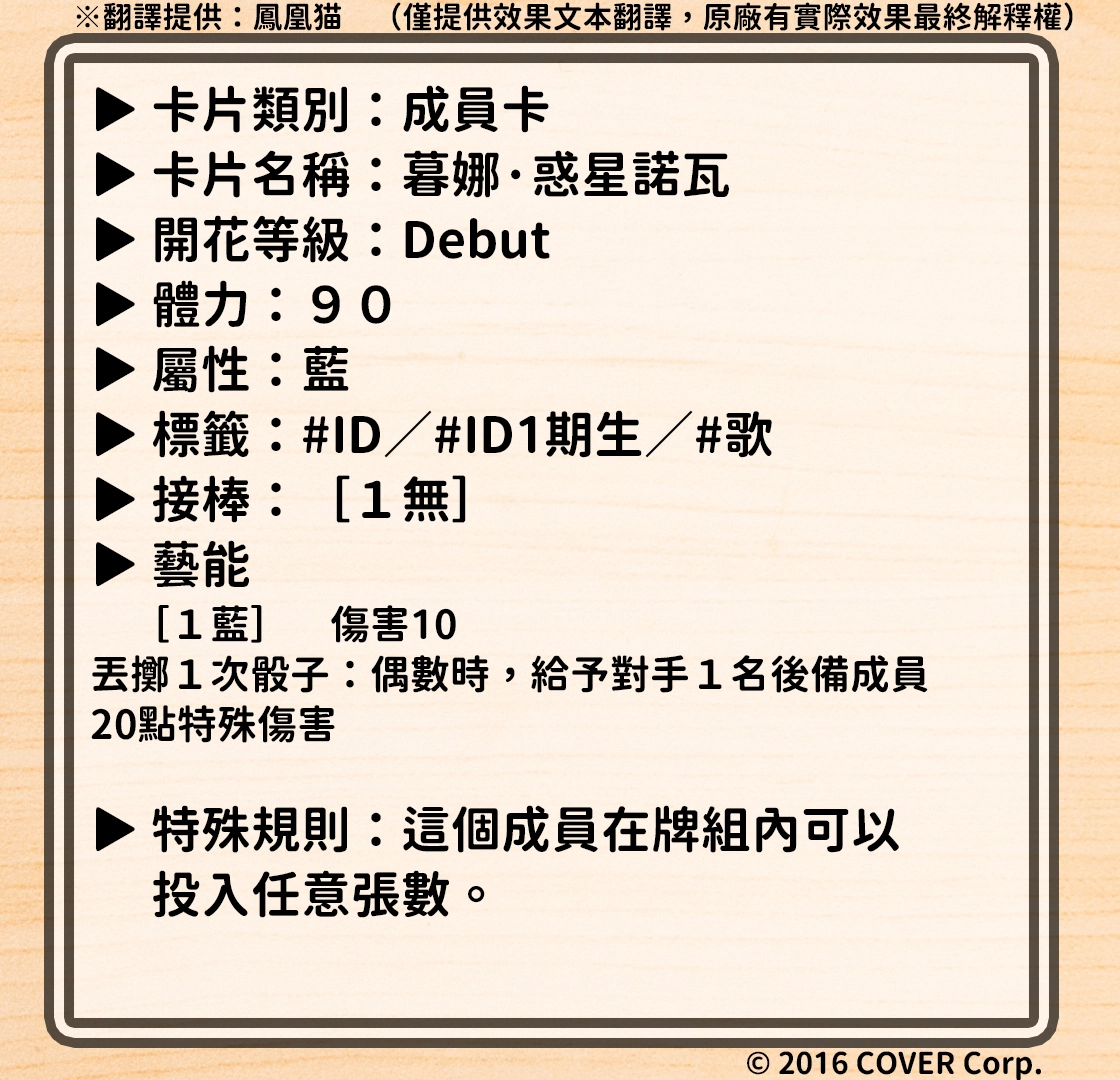 ※翻譯提供：鳳凰猫　（僅提供效果文本翻譯，原廠有實際效果最終解釋權）
▶ 卡片類別：成員卡
▶ 卡片名稱：暮娜·惑星諾瓦
▶ 開花等級：Debut
▶ 體力：９０
▶ 屬性：藍
▶ 標籤：#ID／#ID1期生／#歌
▶ 接棒：［１無］
▶ 藝能
［１藍］　傷害10
丟擲１次骰子：偶數時，給予對手１名後備成員
20點特殊傷害
▶ 特殊規則：這個成員在牌組內可以
投入任意張數。
© 2016 COVER Corp.